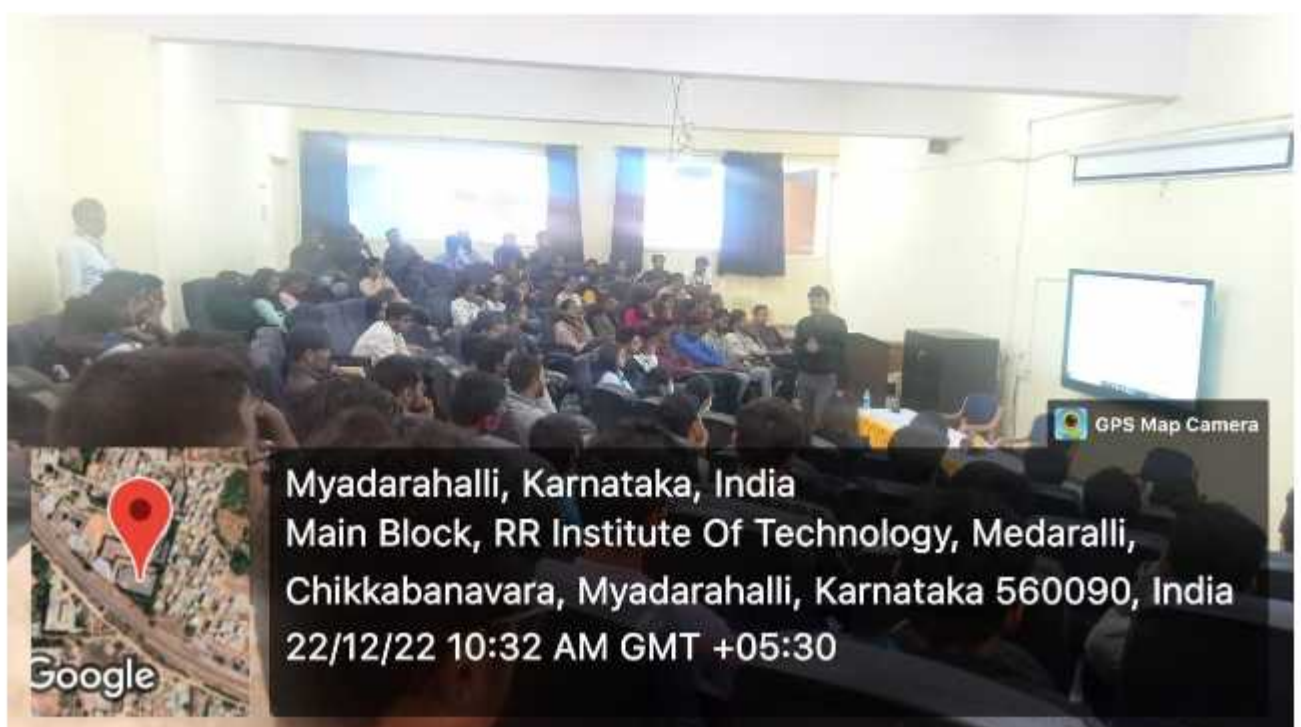 GPS Map Camera
Myadarahalli, Karnataka, India
Main Block, RR Institute Of Technology, Medaralli,
Chikkabanavara, Myadarahalli, Karnataka 560090, India
22/12/22 10:32 AM GMT +05:30
Google